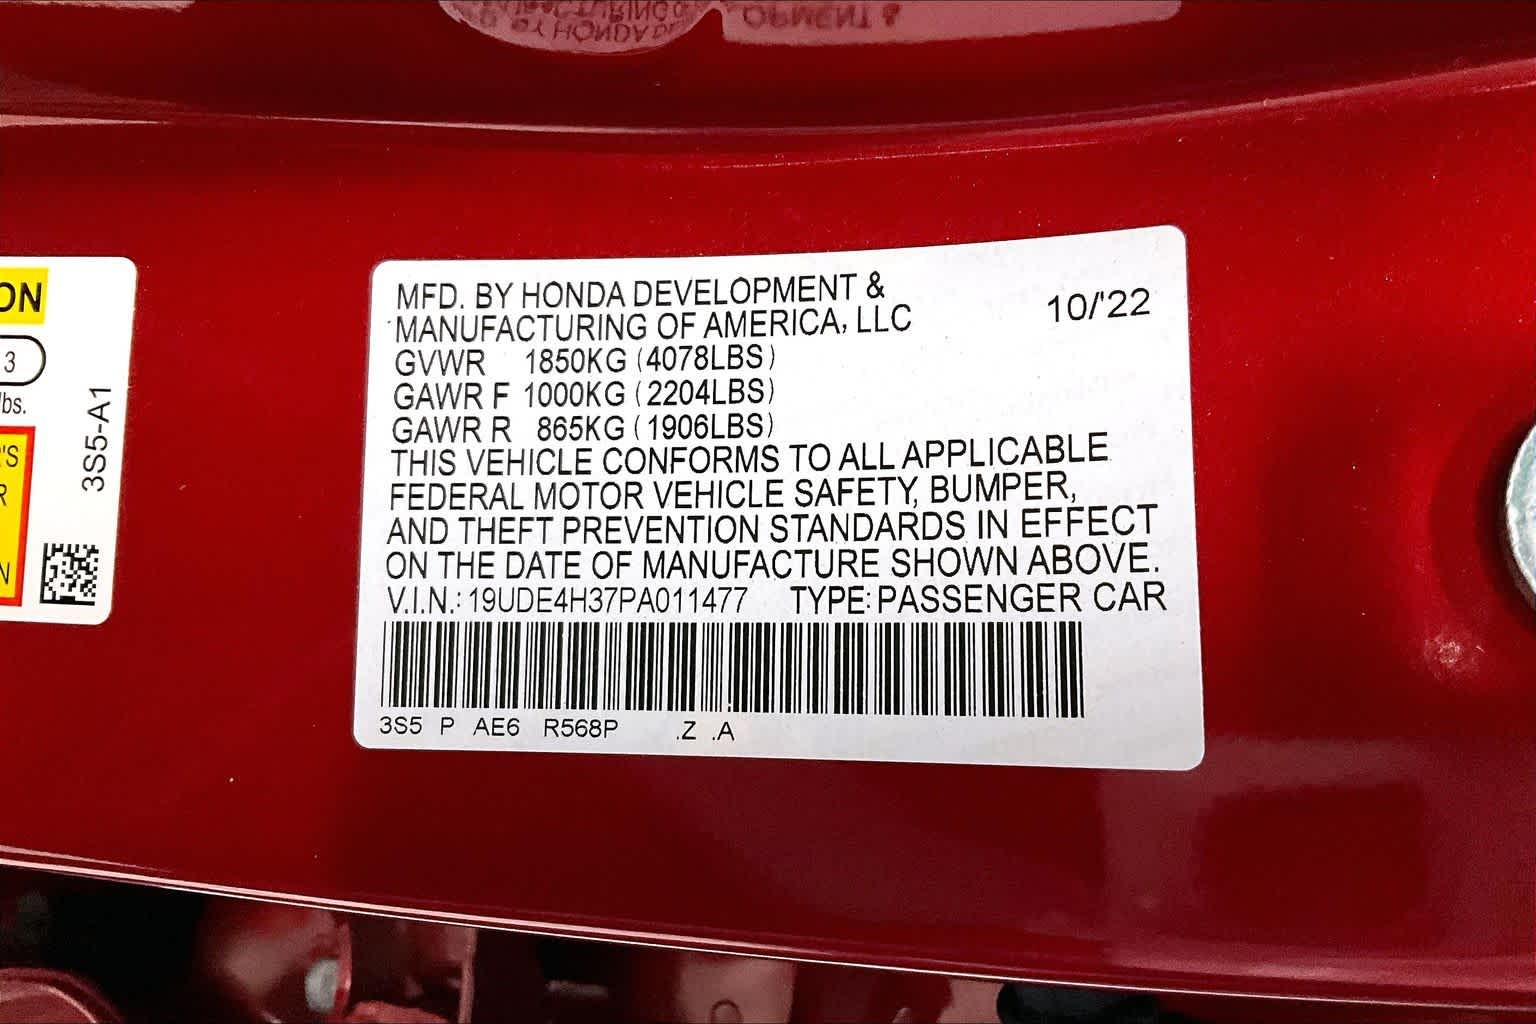 ON
3
lbs.
'S
R
N
3S5-A1
MFD. BY HONDA DEVELOPMENT &
MANUFACTURING OF AMERICA, LLC
10/'22
GVWR 1850KG (4078LBS)
GAWR F 1000KG (2204LBS)
GAWR R 865KG (1906LBS)
THIS VEHICLE CONFORMS TO ALL APPLICABLE
FEDERAL MOTOR VEHICLE SAFETY, BUMPER,
AND THEFT PREVENTION STANDARDS IN EFFECT
ON THE DATE OF MANUFACTURE SHOWN ABOVE.
V.I.N.: 19UDE4H37PA011477 TYPE: PASSENGER CAR
3S5 P AE6 R568P .Z .A